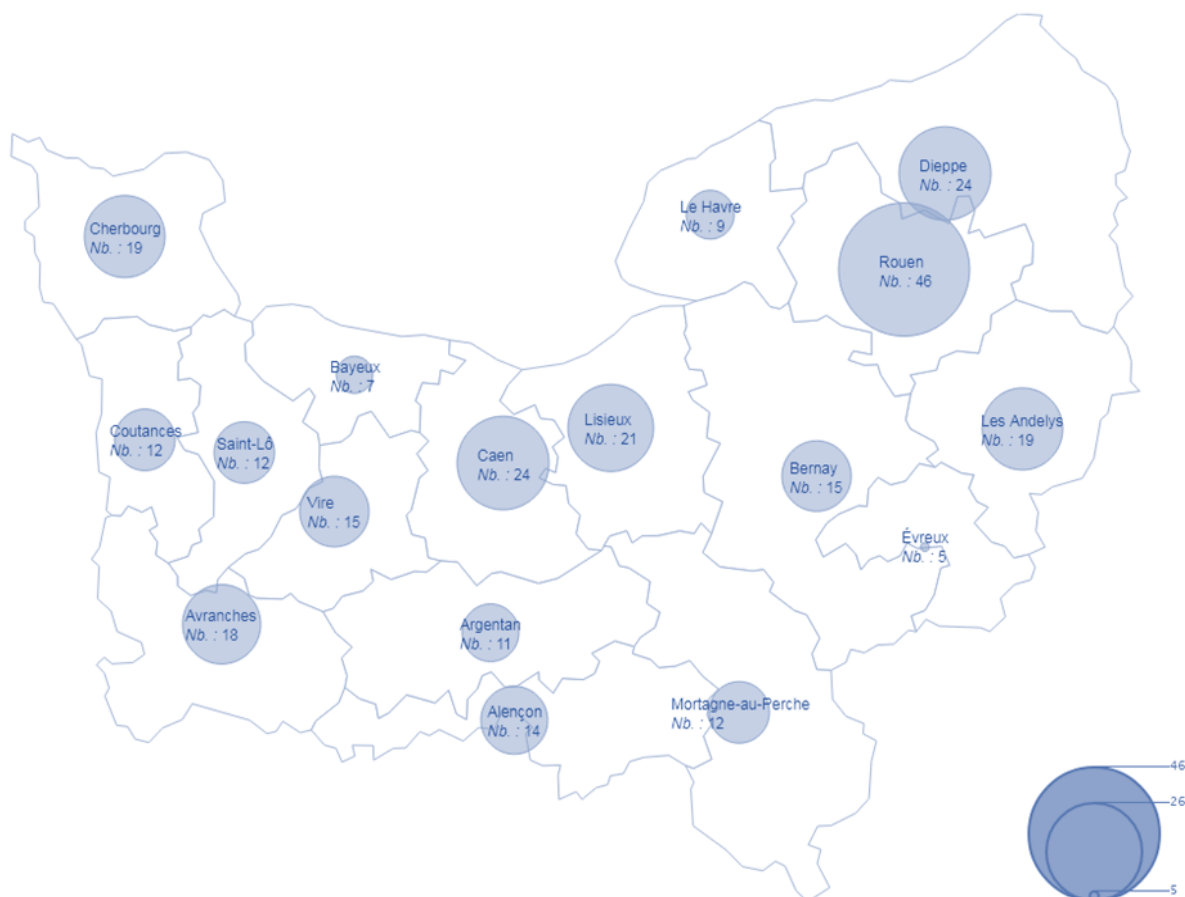 Dieppe
Nb. : 24
Le Havre
Nb. : 9
Cherbourg
Nb. : 19
Rouen
Nb. : 46
Bayeux
Nb. : 7
Lisieux
Nb. : 21
Les Andelys
Nb. : 19
Coutances
Nb. : 12
Saint-Lô
Nb. : 12
Caen
Nb. : 24
Bernay
Nb. : 15
Vire
Nb. : 15
Évreux
Nb. : 5
Avranches
Nb. : 18
Argentan
Nb. : 11
Mortagne-au-Perche
Nb. : 12
Alençon
Nb. : 14
46
26
5